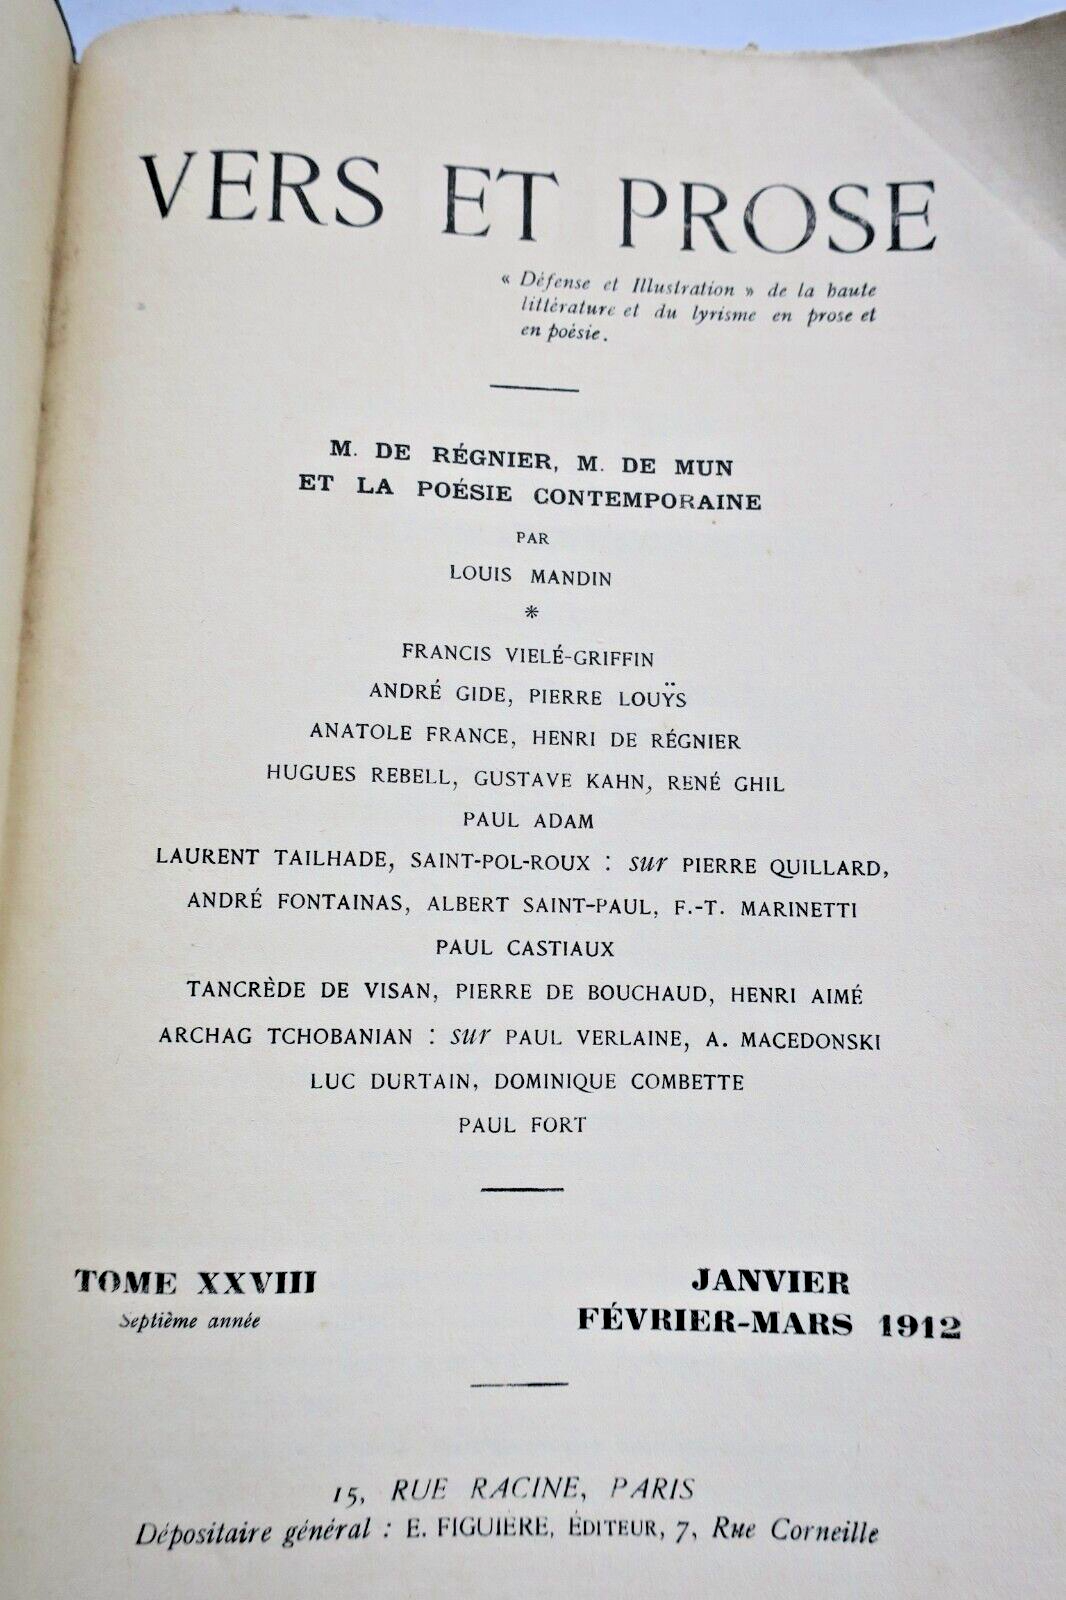 VERS ET PROSE
« Défense et Illustration » de la haute
littérature et du lyrisme en prose et
en poésie.
M. DE RÉGNIER, M. DE MUN
ET LA POÉSIE CONTEMPORAINE
PAR
LOUIS MANDIN
*
FRANCIS VIELÉ-GRIFFIN
ANDRÉ GIDE, PIERRE LOUŸS
ANATOLE FRANCE, HENRI DE RÉGNIER
HUGUES REBELL, GUSTAVE KAHN, RENÉ GHIL
PAUL ADAM
LAURENT TAILHADE, SAINT-POL-ROUX : sur PIERRE QUILLARD,
ANDRÉ FONTAINAS, ALBERT SAINT-PAUL, F.-T. MARINETTI
PAUL CASTIAUX
TANCRÈDE DE VISAN, PIERRE DE BOUCHAUD, HENRI AIMÉ
ARCHAG TCHOBANIAN : sur PAUL VERLAINE, A. MACEDONSKI
LUC DURTAIN, DOMINIQUE COMBETTE
PAUL FORT
TOME XXVIII
Septième année
JANVIER
FÉVRIER-MARS 1912
15, RUE RACINE, PARIS
Dépositaire général : E. FIGUIÈRE, ÉDITEUR, 7, Rue Corneille